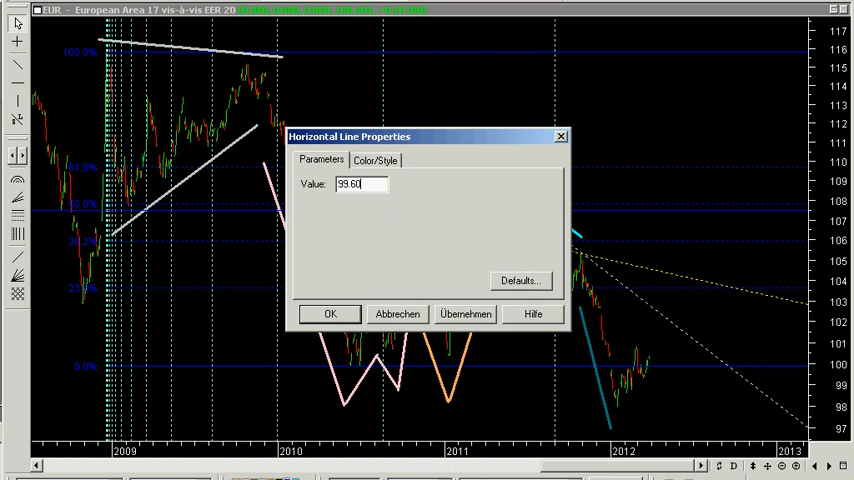 EUR - European Area 17 vis-à-vis EER 20
117
100.0%
116
115
114
113
112
Horizontal Line Properties
111
Parameters
Color/Style
110
61.8%
Value:
99.60
109
108
50.0%
107
106
38.2%
105
104
Defaults...
103
102
OK
Abbrechen
Übernehmen
Hilfe
101
100
0.0%
99
98
97
2009
2010
2011
2012
2013
D